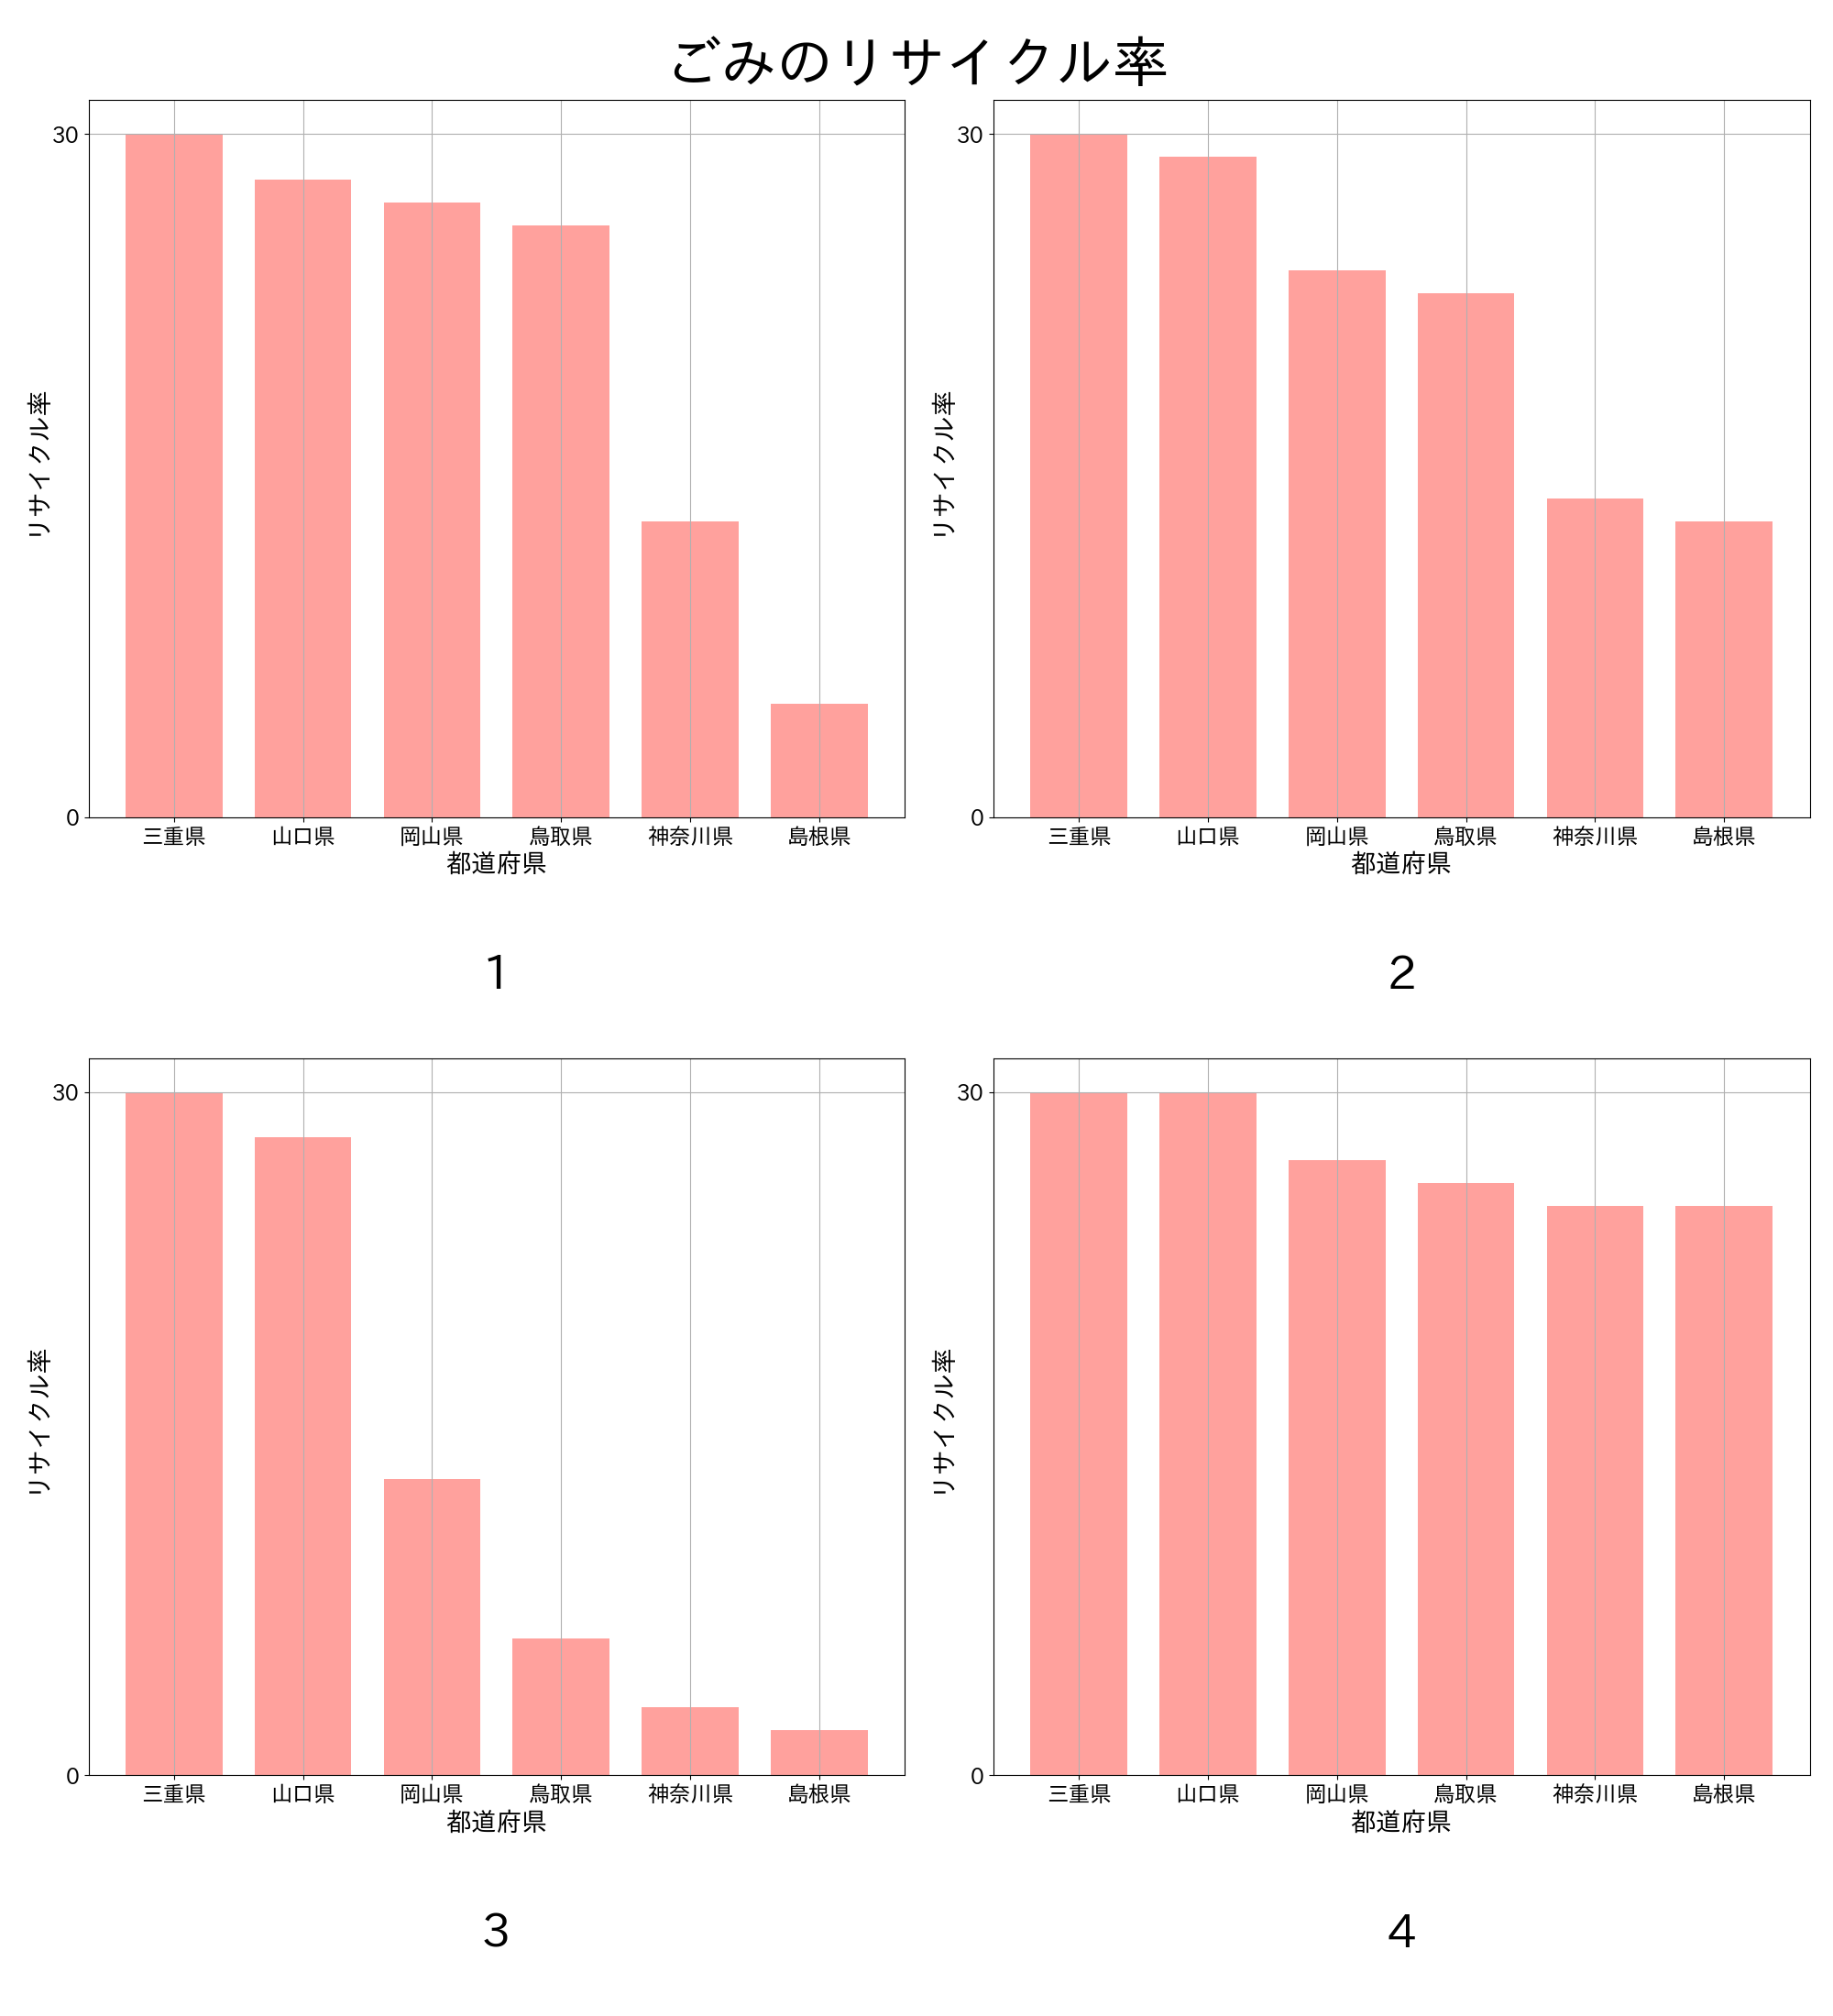 ごみのリサイクル率
30
0
リサイクル率
三重県 山口県 岡山県 鳥取県 神奈川県 島根県
都道府県
1
30
0
リサイクル率
三重県 山口県 岡山県 鳥取県 神奈川県 島根県
都道府県
2
30
0
リサイクル率
三重県 山口県 岡山県 鳥取県 神奈川県 島根県
都道府県
3
30
0
リサイクル率
三重県 山口県 岡山県 鳥取県 神奈川県 島根県
都道府県
4